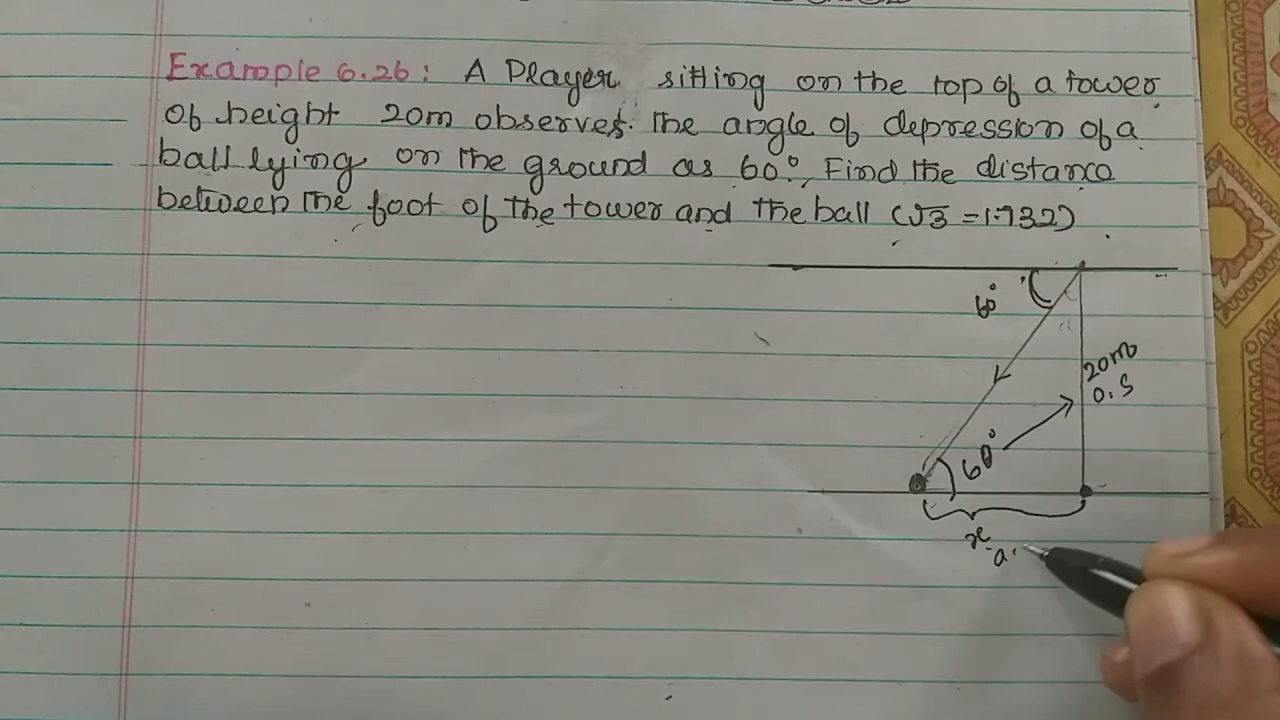 Example 6.26: A Player sitting on the top of a tower
of height 20m observes the angle of depression of a
ball lying on the ground as 60°, Find the distance
between the foot of the tower and the ball (√3 = 1.732)
60°
20m
O.S
60°
x
a.